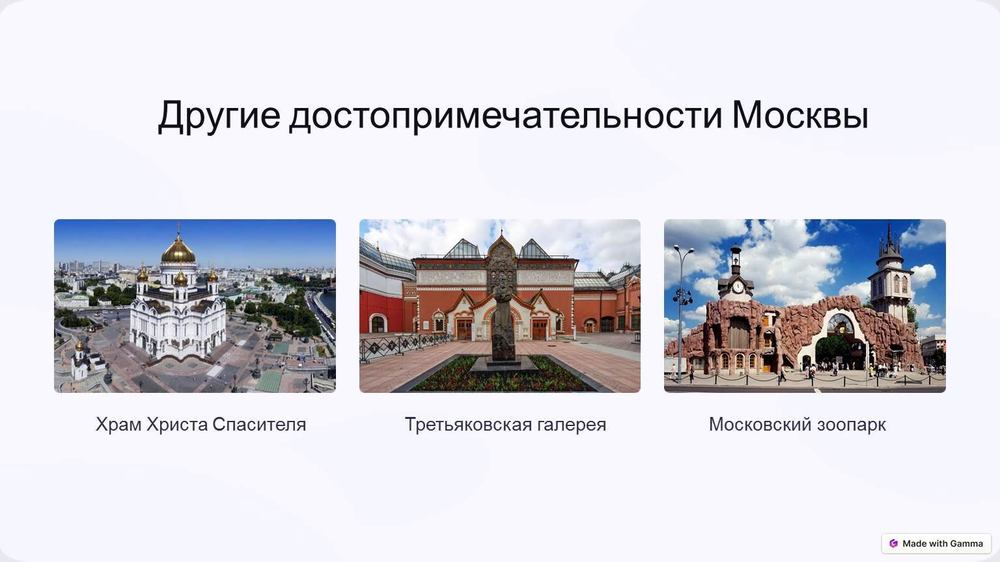 Другие достопримечательности Москвы
Храм Христа Спасителя
Третьяковская галерея
Московский зоопарк
Made with Gamma